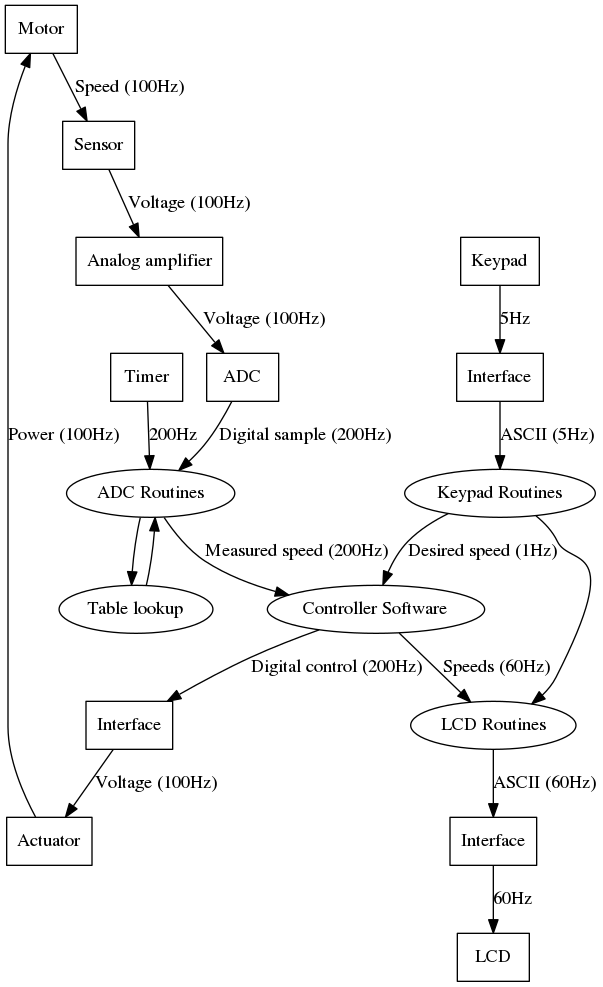 Motor
Speed (100Hz)
Sensor
Voltage (100Hz)
Analog amplifier
Keypad
Voltage (100Hz)
5Hz
Timer
ADC
Interface
Power (100Hz)
200Hz
Digital sample (200Hz)
ASCII (5Hz)
ADC Routines
Keypad Routines
Measured speed (200Hz)
Desired speed (1Hz)
Table lookup
Controller Software
Digital control (200Hz)
Speeds (60Hz)
Interface
LCD Routines
Voltage (100Hz)
ASCII (60Hz)
Actuator
Interface
60Hz
LCD